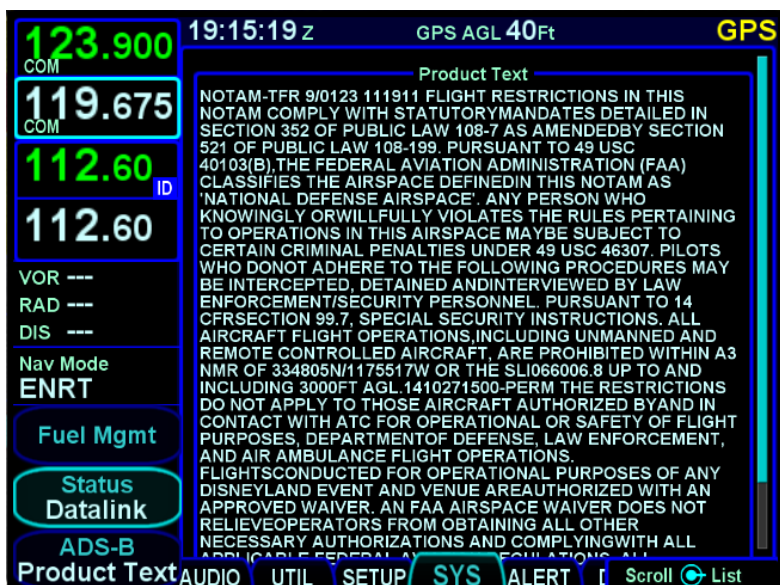 123.900
COM
119.675
COM
112.60
ID
112.60
VOR ---
RAD ---
DIS ---
Nav Mode
ENRT
Fuel Mgmt
Status
Datalink
ADS-B
Product Text
19:15:19 Z GPS AGL 40Ft GPS
Product Text
NOTAM-TFR 9/0123 111911 FLIGHT RESTRICTIONS IN THIS
NOTAM COMPLY WITH STATUTORYMANDATES DETAILED IN
SECTION 352 OF PUBLIC LAW 108-7 AS AMENDEDBY SECTION
521 OF PUBLIC LAW 108-199. PURSUANT TO 49 USC
40103(B),THE FEDERAL AVIATION ADMINISTRATION (FAA)
CLASSIFIES THE AIRSPACE DEFINEDIN THIS NOTAM AS
'NATIONAL DEFENSE AIRSPACE'. ANY PERSON WHO
KNOWINGLY ORWILLFULLY VIOLATES THE RULES PERTAINING
TO OPERATIONS IN THIS AIRSPACE MAYBE SUBJECT TO
CERTAIN CRIMINAL PENALTIES UNDER 49 USC 46307. PILOTS
WHO DONOT ADHERE TO THE FOLLOWING PROCEDURES MAY
BE INTERCEPTED, DETAINED ANDINTERVIEWED BY LAW
ENFORCEMENT/SECURITY PERSONNEL. PURSUANT TO 14
CFRSECTION 99.7, SPECIAL SECURITY INSTRUCTIONS. ALL
AIRCRAFT FLIGHT OPERATIONS,INCLUDING UNMANNED AND
REMOTE CONTROLLED AIRCRAFT, ARE PROHIBITED WITHIN A3
NMR OF 334805N/1175517W OR THE SLI066006.8 UP TO AND
INCLUDING 3000FT AGL.1410271500-PERM THE RESTRICTIONS
DO NOT APPLY TO THOSE AIRCRAFT AUTHORIZED BYAND IN
CONTACT WITH ATC FOR OPERATIONAL OR SAFETY OF FLIGHT
PURPOSES, DEPARTMENTOF DEFENSE, LAW ENFORCEMENT,
AND AIR AMBULANCE FLIGHT OPERATIONS.
FLIGHTSCONDUCTED FOR OPERATIONAL PURPOSES OF ANY
DISNEYLAND EVENT AND VENUE AREAUTHORIZED WITH AN
APPROVED WAIVER. AN FAA AIRSPACE WAIVER DOES NOT
RELIEVEOPERATORS FROM OBTAINING ALL OTHER
NECESSARY AUTHORIZATIONS AND COMPLYINGWITH ALL
APPLICABLE FEDERAL
AUDIO UTIL SETUP SYS ALERT Scroll List